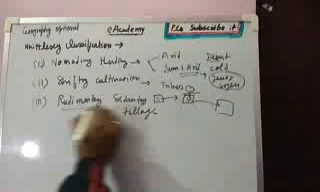 Geography optional eAcademy Pls Subscribe it
Whittlesey Classification →
(I) Nomadic Herding Arid Desert
Semi Arid cold
(II) Shifting cultivation → Tribes
(III) Rudimentary Sedentary
tillage